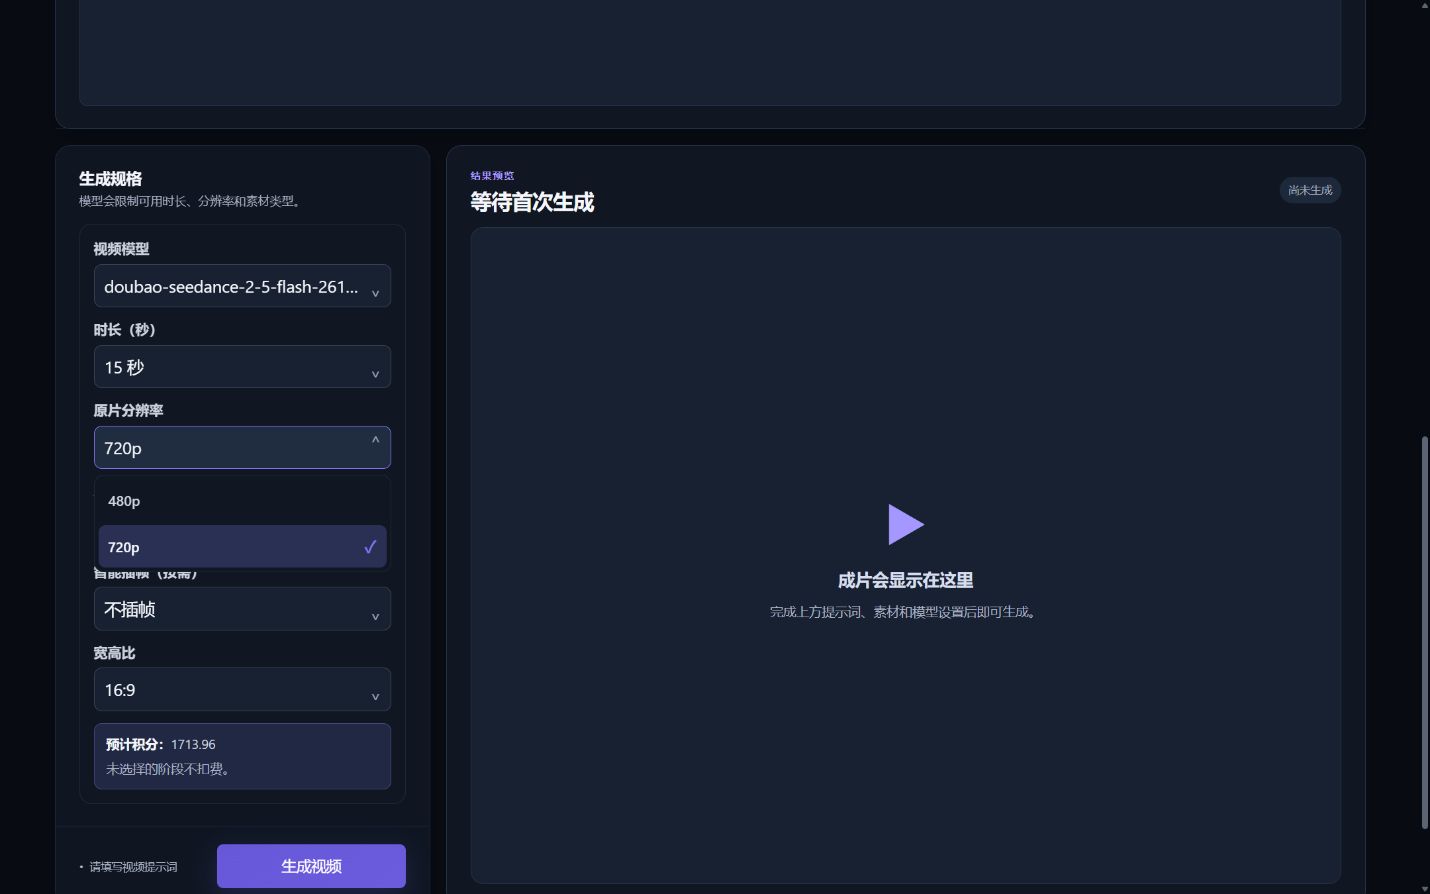 生成规格
模型会限制可用时长、分辨率和素材类型。
视频模型
doubao-seedance-2-5-flash-261...
时长（秒）
15 秒
原片分辨率
720p
480p
720p
智能插帧（按需）
不插帧
宽高比
16:9
预计积分：1713.96
未选择的阶段不扣费。
• 请填写视频提示词
生成视频
结果预览
等待首次生成
尚未生成
成片会显示在这里
完成上方提示词、素材和模型设置后即可生成。